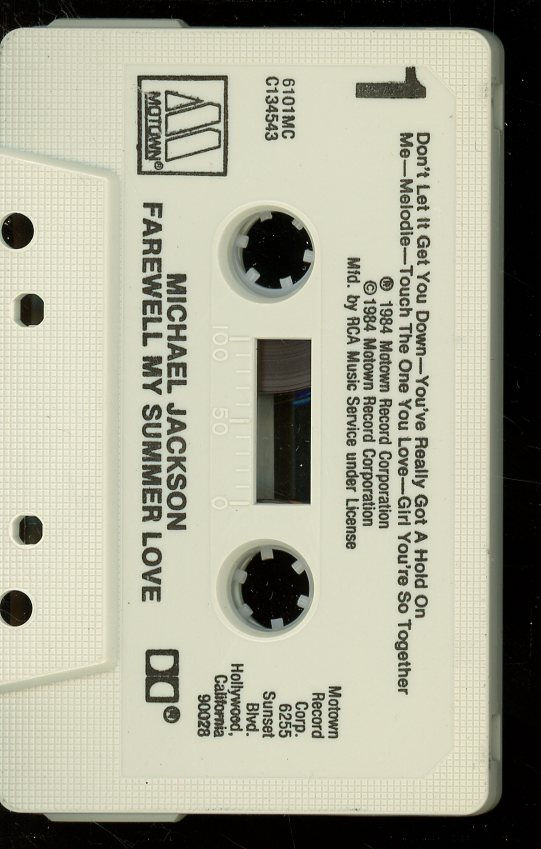 1
Don't Let It Get You Down—You've Really Got A Hold On
Me—Melodie—Touch The One You Love—Girl You're So Together
℗ 1984 Motown Record Corporation
© 1984 Motown Record Corporation
Mfd. by RCA Music Service under License
6101MC
C134543
MOTOWN®
100 50 0
Motown
Record
Corp.
6255
Sunset
Blvd.
Hollywood,
California
90028
MICHAEL JACKSON
FAREWELL MY SUMMER LOVE
®